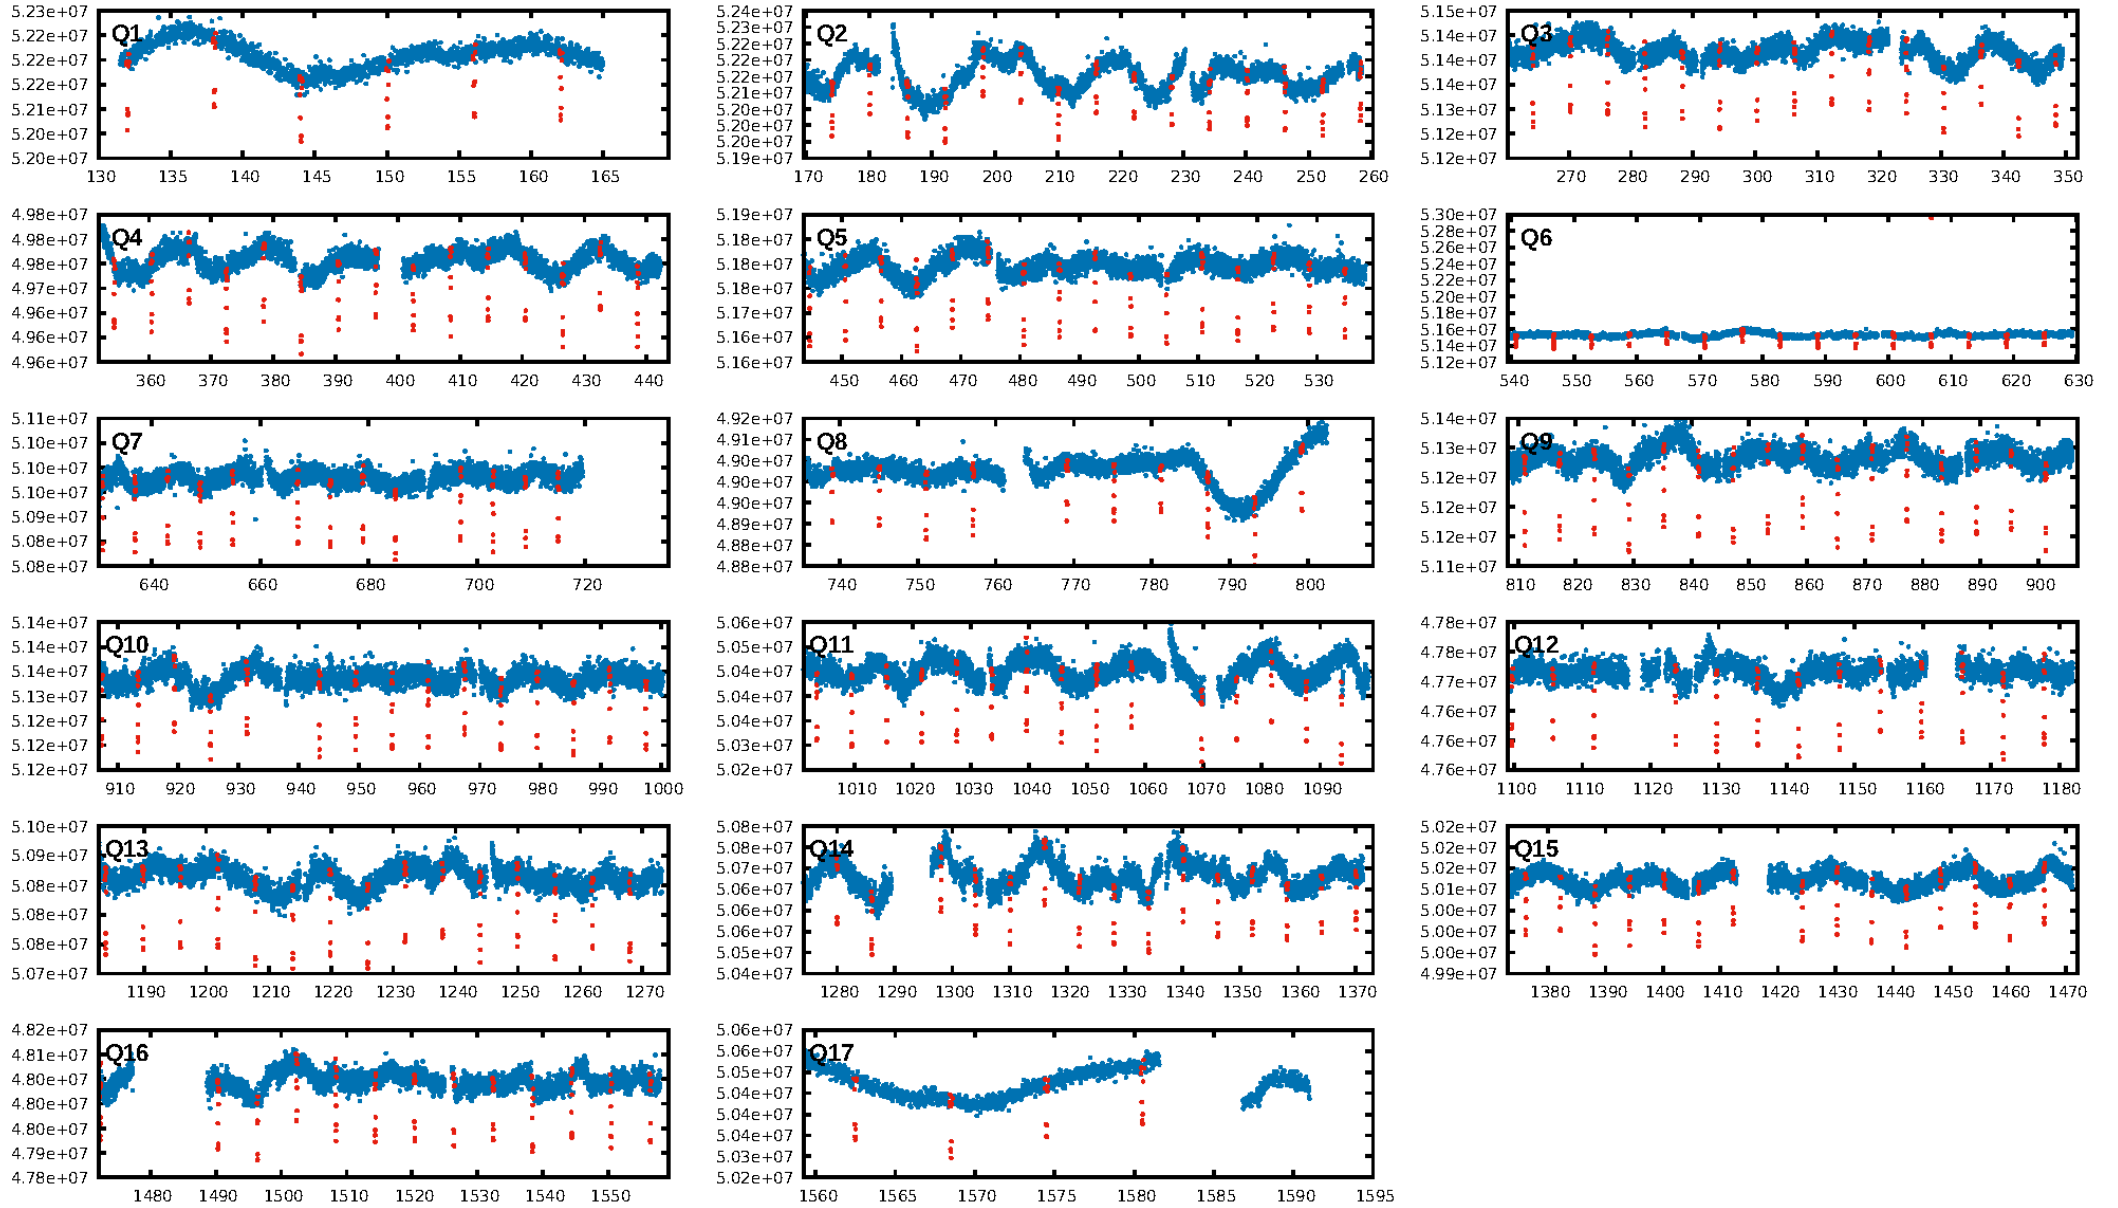 5.23e+07 5.22e+07 5.22e+07 5.22e+07 5.21e+07 5.20e+07 5.20e+07
Q1
130 135 140 145 150 155 160 165
5.24e+07 5.23e+07 5.22e+07 5.22e+07 5.22e+07 5.21e+07 5.20e+07 5.20e+07 5.19e+07
Q2
170 180 190 200 210 220 230 240 250 260
5.15e+07 5.14e+07 5.14e+07 5.14e+07 5.13e+07 5.12e+07 5.12e+07
Q3
270 280 290 300 310 320 330 340 350
4.98e+07 4.98e+07 4.98e+07 4.97e+07 4.96e+07 4.96e+07 4.96e+07
Q4
360 370 380 390 400 410 420 430 440
5.19e+07 5.18e+07 5.18e+07 5.18e+07 5.17e+07 5.16e+07 5.16e+07
Q5
450 460 470 480 490 500 510 520 530
5.30e+07 5.28e+07 5.26e+07 5.24e+07 5.22e+07 5.20e+07 5.18e+07 5.16e+07 5.14e+07 5.12e+07
Q6
540 550 560 570 580 590 600 610 620 630
5.11e+07 5.10e+07 5.10e+07 5.10e+07 5.09e+07 5.08e+07 5.08e+07
Q7
640 660 680 700 720
4.92e+07 4.91e+07 4.90e+07 4.90e+07 4.90e+07 4.89e+07 4.88e+07 4.88e+07
Q8
740 750 760 770 780 790 800
5.14e+07 5.13e+07 5.12e+07 5.12e+07 5.12e+07 5.11e+07
Q9
810 820 830 840 850 860 870 880 890 900
5.14e+07 5.14e+07 5.14e+07 5.13e+07 5.12e+07 5.12e+07 5.12e+07
Q10
910 920 930 940 950 960 970 980 990 1000
5.06e+07 5.05e+07 5.04e+07 5.04e+07 5.04e+07 5.03e+07 5.02e+07
Q11
1010 1020 1030 1040 1050 1060 1070 1080 1090
4.78e+07 4.78e+07 4.77e+07 4.76e+07 4.76e+07 4.76e+07
Q12
1100 1110 1120 1130 1140 1150 1160 1170 1180
5.10e+07 5.09e+07 5.08e+07 5.08e+07 5.08e+07 5.07e+07
Q13
1190 1200 1210 1220 1230 1240 1250 1260 1270
5.08e+07 5.08e+07 5.07e+07 5.06e+07 5.06e+07 5.06e+07 5.05e+07 5.04e+07
Q14
1280 1290 1300 1310 1320 1330 1340 1350 1360 1370
5.02e+07 5.02e+07 5.02e+07 5.01e+07 5.00e+07 5.00e+07 5.00e+07 4.99e+07
Q15
1380 1390 1400 1410 1420 1430 1440 1450 1460 1470
4.82e+07 4.81e+07 4.80e+07 4.80e+07 4.80e+07 4.79e+07 4.78e+07
Q16
1480 1490 1500 1510 1520 1530 1540 1550
5.06e+07 5.06e+07 5.05e+07 5.04e+07 5.04e+07 5.04e+07 5.03e+07 5.02e+07
Q17
1560 1565 1570 1575 1580 1585 1590 1595